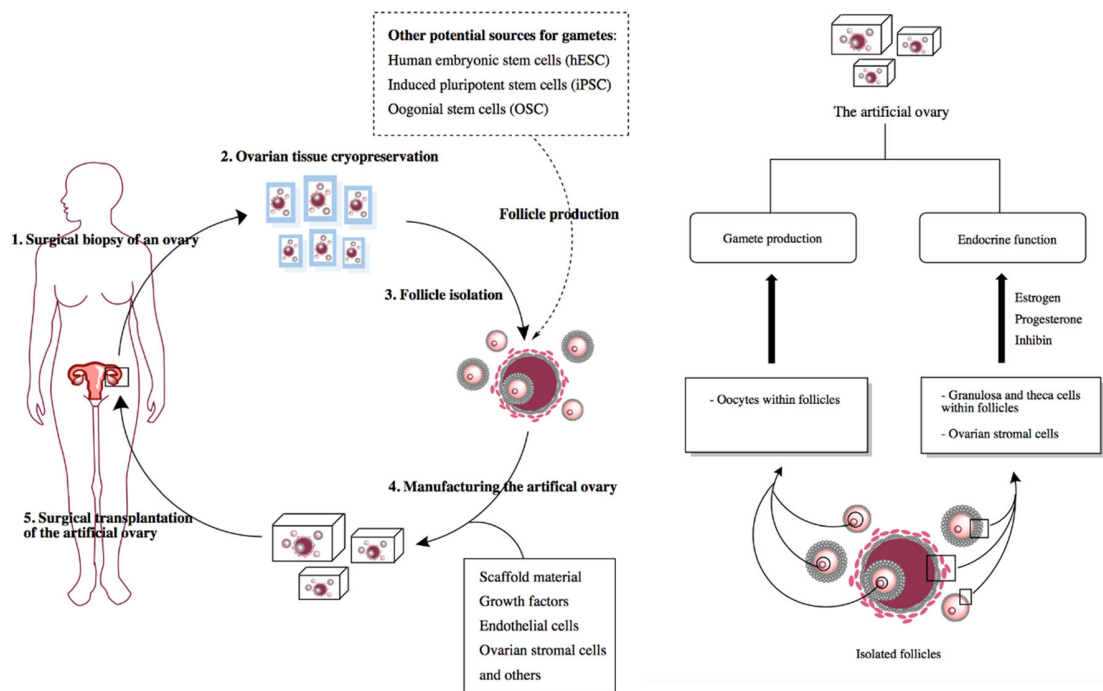 Other potential sources for gametes:
Human embryonic stem cells (hESC)
Induced pluripotent stem cells (iPSC)
Oogonial stem cells (OSC)
2. Ovarian tissue cryopreservation
Follicle production
1. Surgical biopsy of an ovary
3. Follicle isolation
4. Manufacturing the artifical ovary
5. Surgical transplantation
of the artificial ovary
Scaffold material
Growth factors
Endothelial cells
Ovarian stromal cells
and others
The artificial ovary
Gamete production
Endocrine function
Estrogen
Progesterone
Inhibin
- Oocytes within follicles
- Granulosa and theca cells
within follicles
- Ovarian stromal cells
Isolated follicles